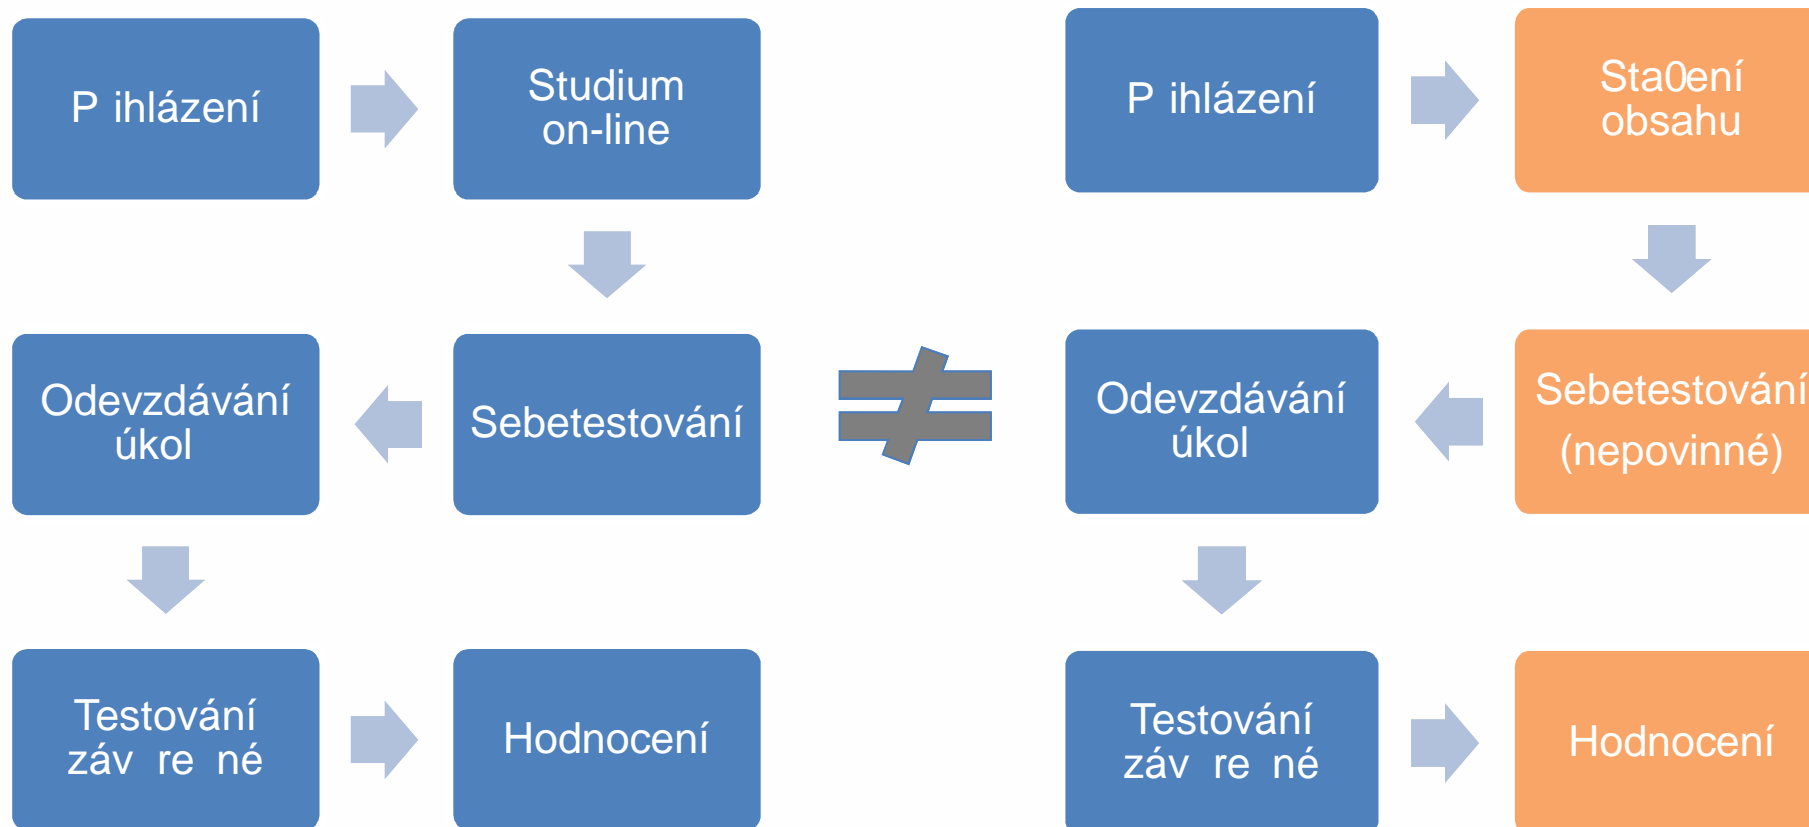 P ihlázení
Studium
on-line
Odevzdávání
úkol
Sebetestování
Testování
záv re né
Hodnocení
P ihlázení
Sta0ení
obsahu
Odevzdávání
úkol
Sebetestování
(nepovinné)
Testování
záv re né
Hodnocení